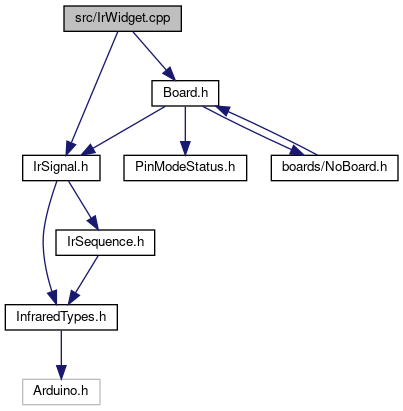 src/IrWidget.cpp
Board.h
IrSignal.h
PinModeStatus.h
boards/NoBoard.h
IrSequence.h
InfraredTypes.h
Arduino.h